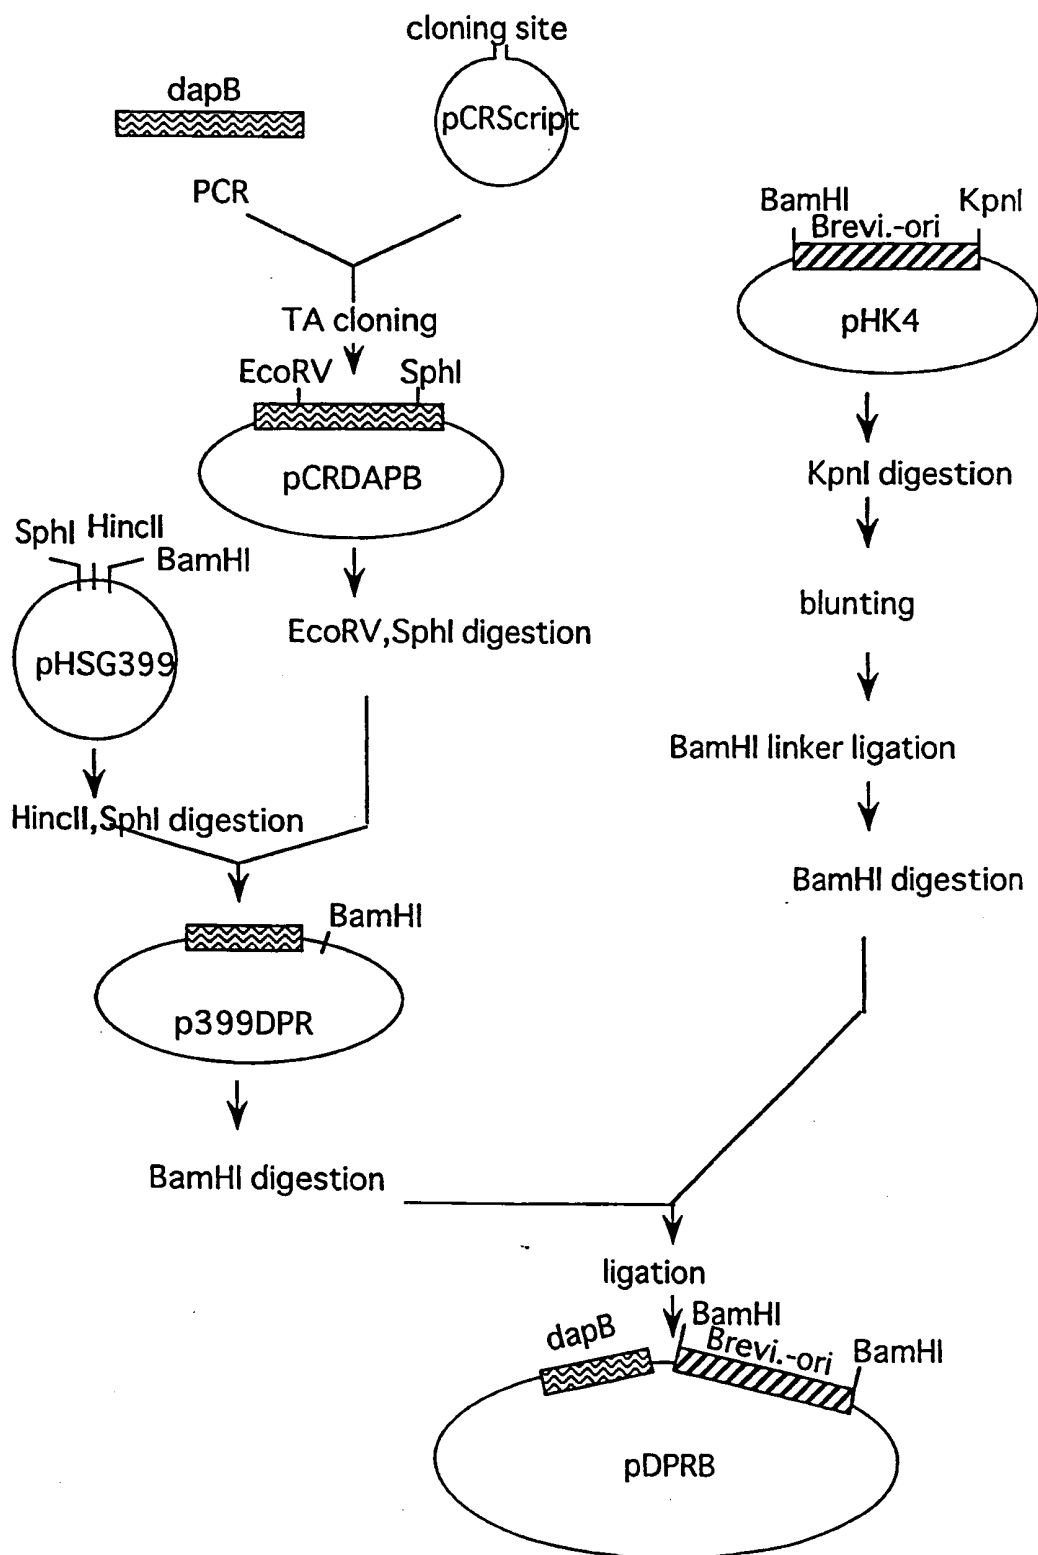 cloning site
dapB
pCRScript
PCR
BamHI
KpnI
Brevi.-ori
pHK4
TA cloning
EcoRV
SphI
pCRDAPB
KpnI digestion
SphI
HincII
BamHI
pHSG399
EcoRV,SphI digestion
blunting
BamHI linker ligation
HincII,SphI digestion
BamHI digestion
BamHI
p399DPR
BamHI digestion
ligation
dapB
BamHI
Brevi.-ori
BamHI
pDPRB